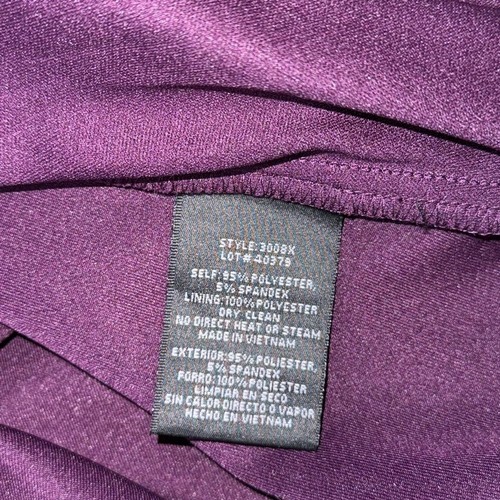 STYLE:3008X
LOT# 40379
SELF:95% POLYESTER,
5% SPANDEX
LINING:100% POLYESTER
DRY CLEAN
NO DIRECT HEAT OR STEAM
MADE IN VIETNAM
EXTERIOR:95% POLIESTER,
5% SPANDEX
FORRO:100% POLIESTER
LIMPIAR EN SECO
SIN CALOR DIRECTO O VAPOR
HECHO EN VIETNAM